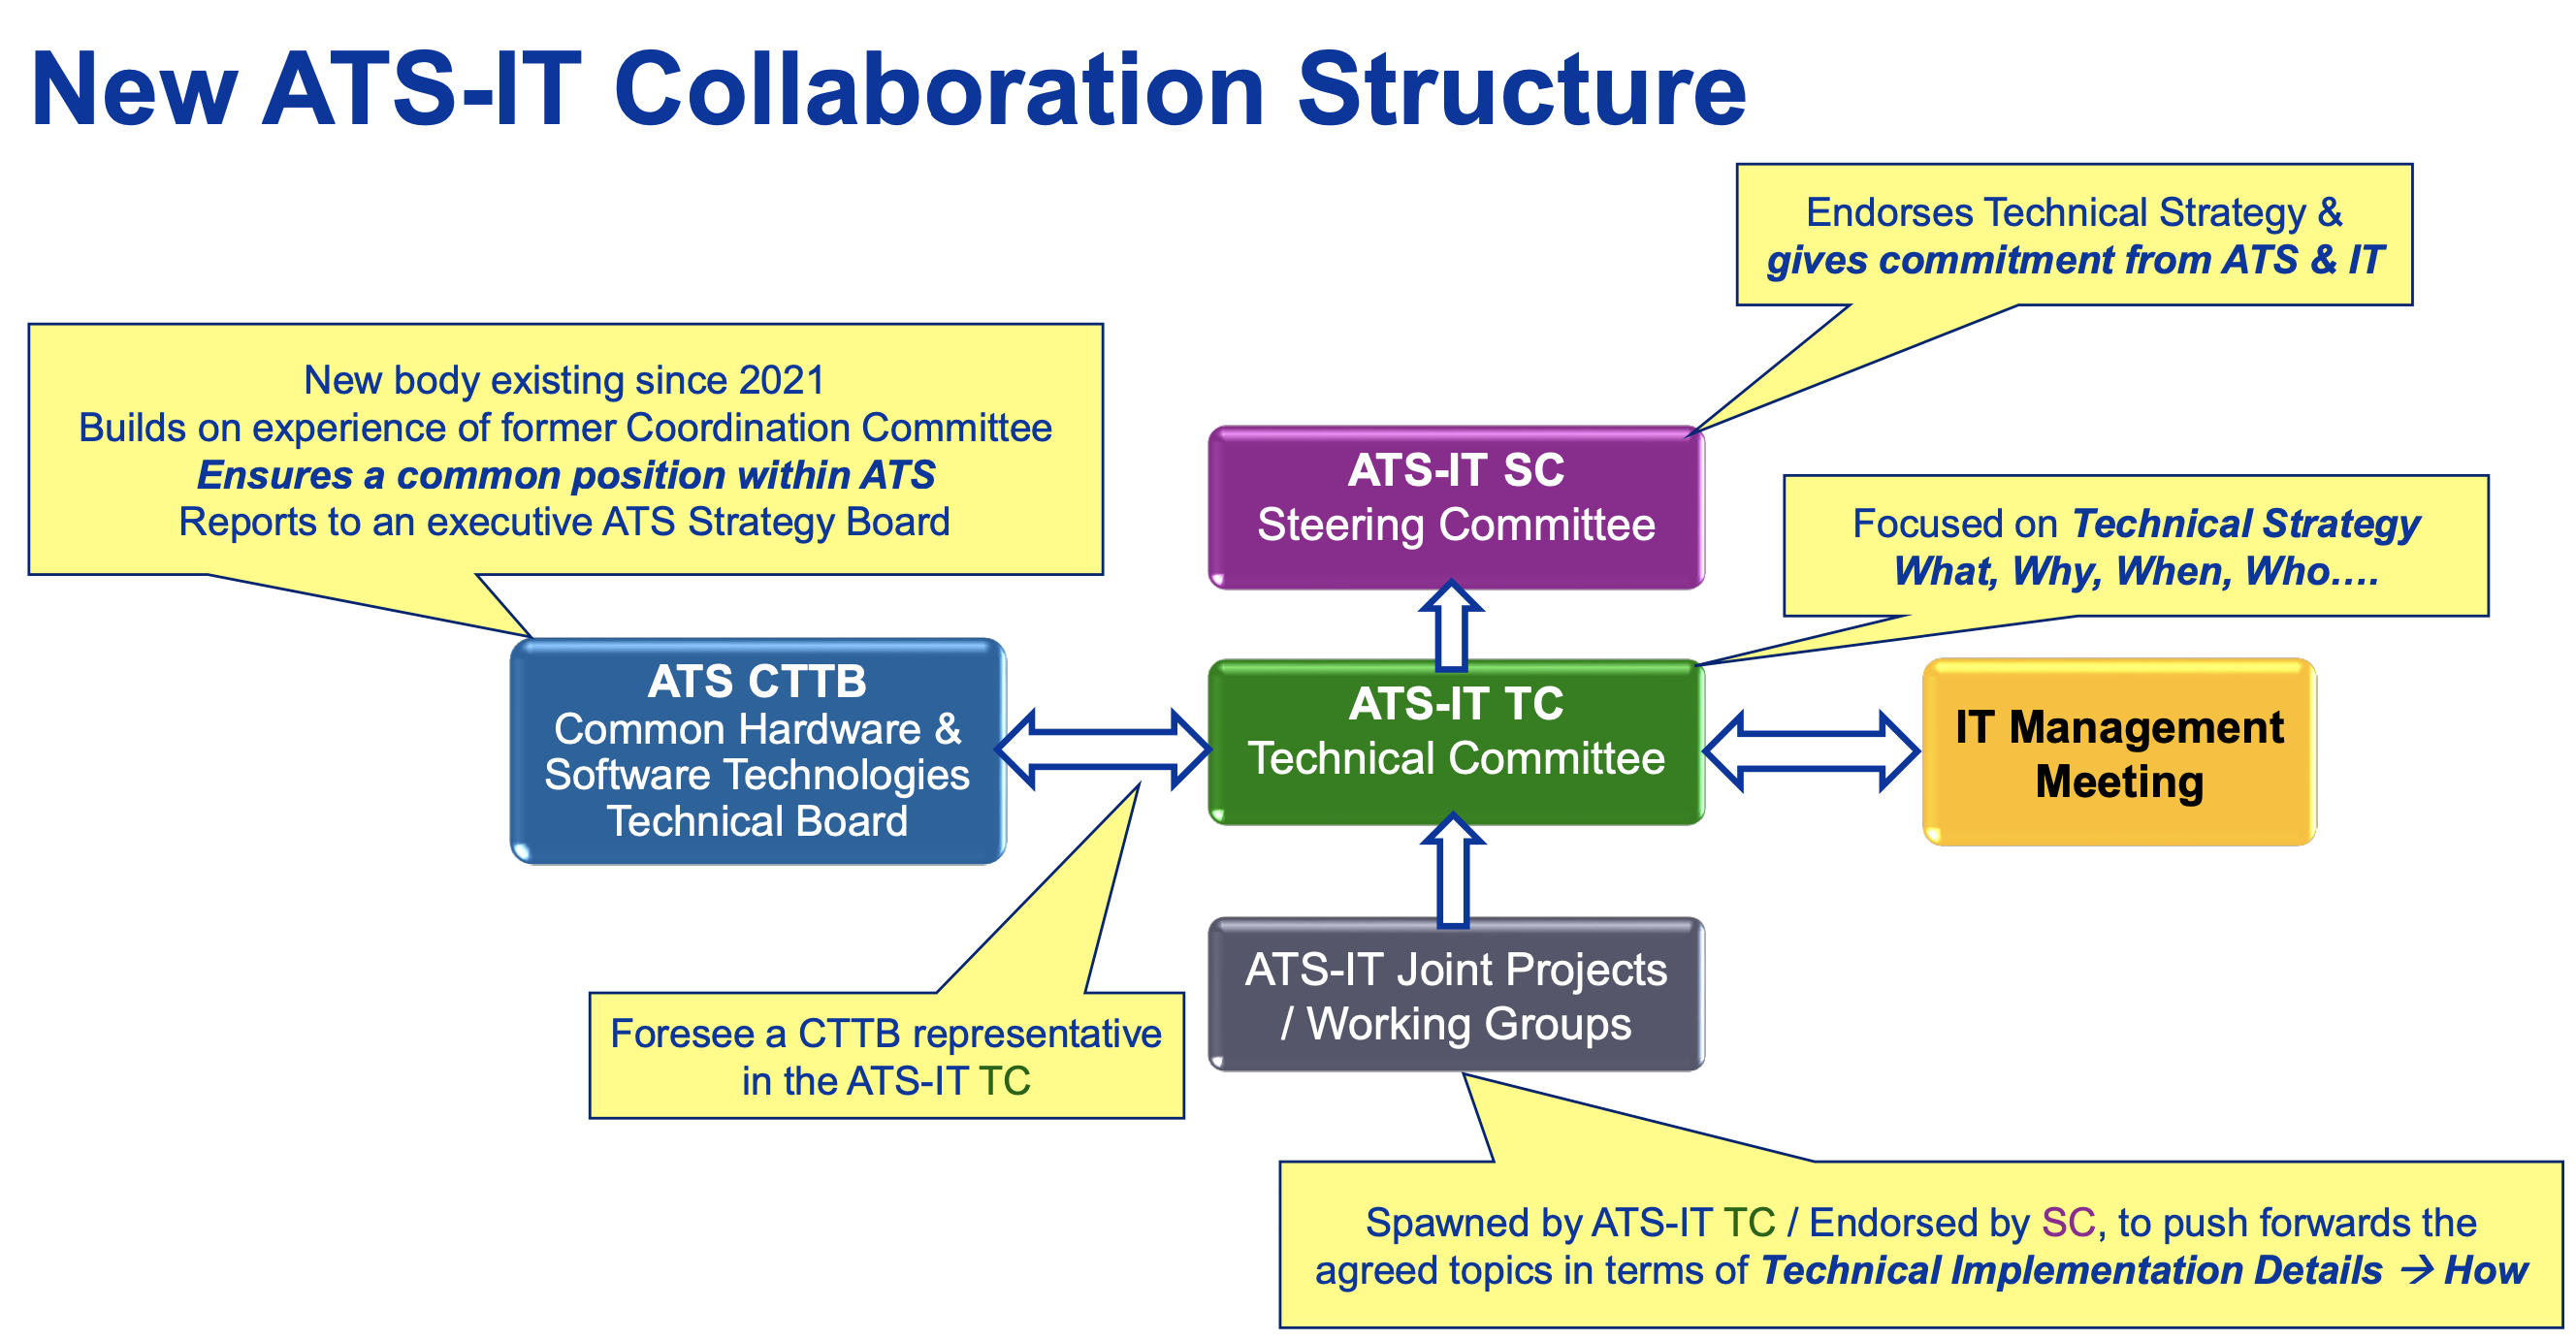 New ATS-IT Collaboration Structure
Endorses Technical Strategy &
gives commitment from ATS & IT
New body existing since 2021
Builds on experience of former Coordination Committee
Ensures a common position within ATS
Reports to an executive ATS Strategy Board
ATS-IT SC
Steering Committee
Focused on Technical Strategy
What, Why, When, Who….
ATS CTTB
Common Hardware &
Software Technologies
Technical Board
ATS-IT TC
Technical Committee
IT Management
Meeting
ATS-IT Joint Projects
/ Working Groups
Foresee a CTTB representative
in the ATS-IT TC
Spawned by ATS-IT TC / Endorsed by SC, to push forwards the
agreed topics in terms of Technical Implementation Details → How